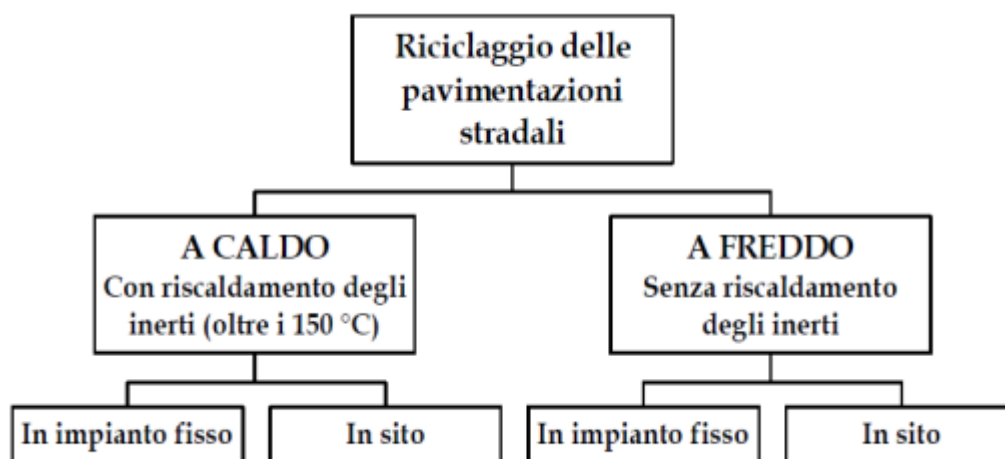 Riciclaggio delle
pavimentazioni
stradali
A CALDO
Con riscaldamento degli
inerti (oltre i 150 °C)
A FREDDO
Senza riscaldamento
degli inerti
In impianto fisso
In sito
In impianto fisso
In sito